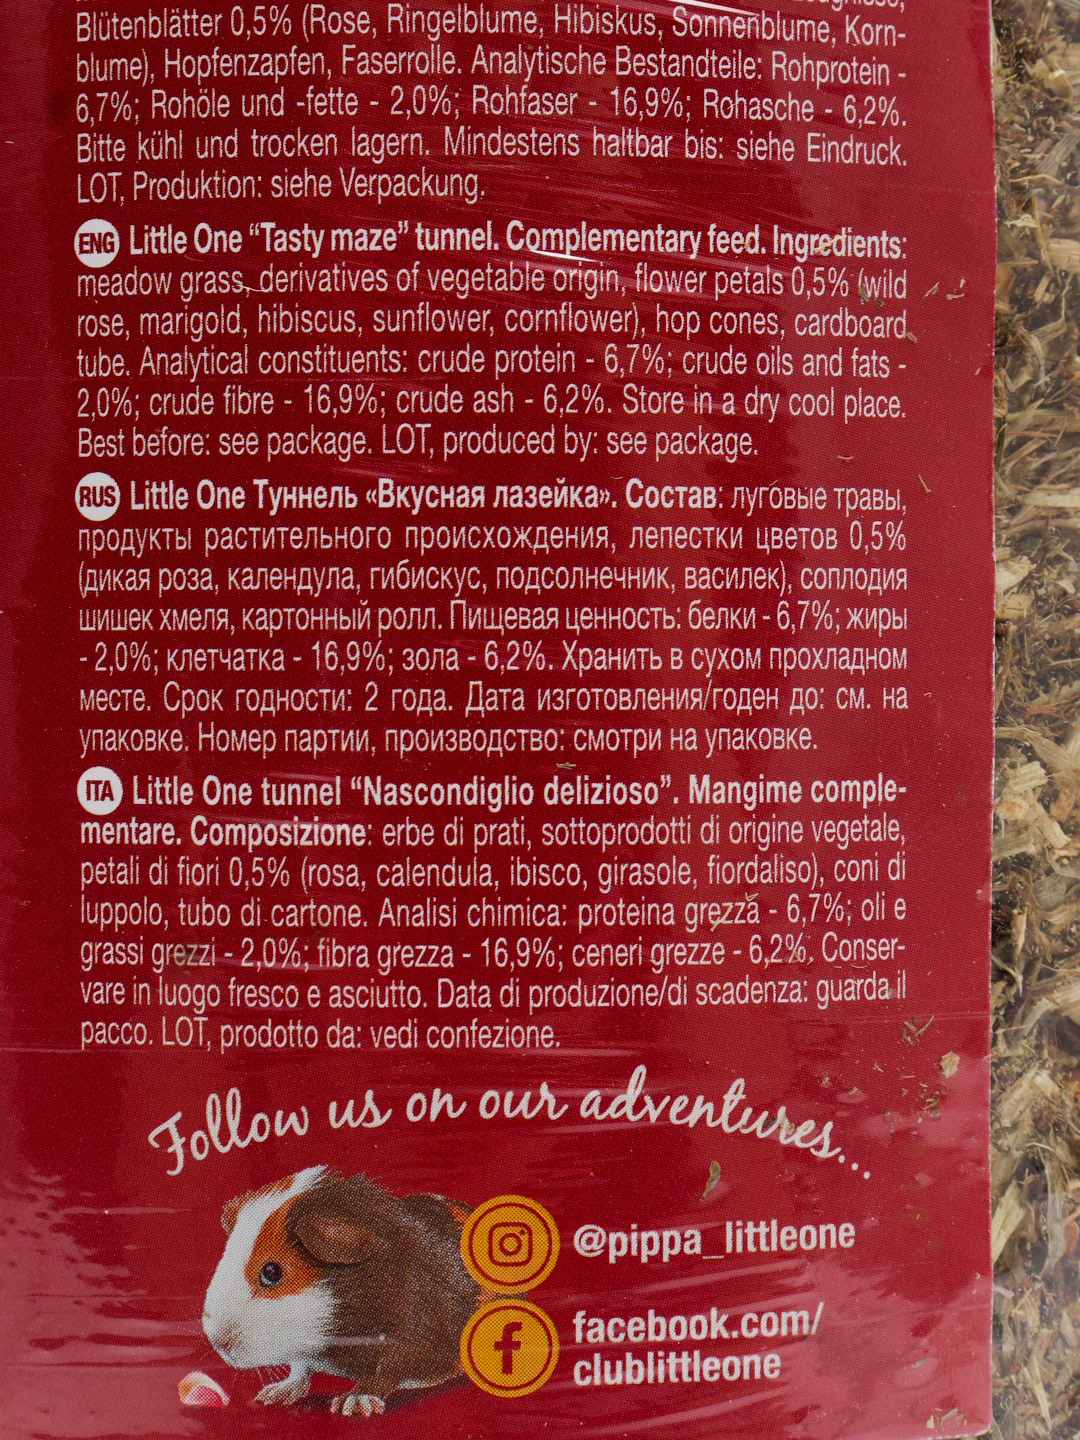 Blütenblätter 0,5% (Rose, Ringelblume, Hibiskus, Sonnenblume, Korn-
blume), Hopfenzapfen, Faserrolle. Analytische Bestandteile: Rohprotein -
6,7%; Rohöle und -fette - 2,0%; Rohfaser - 16,9%; Rohasche - 6,2%.
Bitte kühl und trocken lagern. Mindestens haltbar bis: siehe Eindruck.
LOT, Produktion: siehe Verpackung.
ENG Little One “Tasty maze” tunnel. Complementary feed. Ingredients:
meadow grass, derivatives of vegetable origin, flower petals 0,5% (wild
rose, marigold, hibiscus, sunflower, cornflower), hop cones, cardboard
tube. Analytical constituents: crude protein - 6,7%; crude oils and fats -
2,0%; crude fibre - 16,9%; crude ash - 6,2%. Store in a dry cool place.
Best before: see package. LOT, produced by: see package.
RUS Little One Туннель «Вкусная лазейка». Состав: луговые травы,
продукты растительного происхождения, лепестки цветов 0,5%
(дикая роза, календула, гибискус, подсолнечник, василек), соплодия
шишек хмеля, картонный ролл. Пищевая ценность: белки - 6,7%; жиры
- 2,0%; клетчатка - 16,9%; зола - 6,2%. Хранить в сухом прохладном
месте. Срок годности: 2 года. Дата изготовления/годен до: см. на
упаковке. Номер партии, производство: смотри на упаковке.
ITA Little One tunnel “Nascondiglio delizioso”. Mangime comple-
mentare. Composizione: erbe di prati, sottoprodotti di origine vegetale,
petali di fiori 0,5% (rosa, calendula, ibisco, girasole, fiordaliso), coni di
luppolo, tubo di cartone. Analisi chimica: proteina grezza - 6,7%; oli e
grassi grezzi - 2,0%; fibra grezza - 16,9%; ceneri grezze - 6,2%. Conser-
vare in luogo fresco e asciutto. Data di produzione/di scadenza: guarda il
pacco. LOT, prodotto da: vedi confezione.
Follow us on our adventures...
@pippa_littleone
facebook.com/
clublittleone